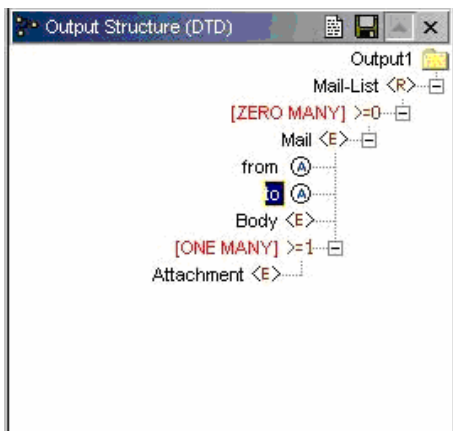 Output Structure (DTD)
Output1
Mail-List <R>
[ZERO MANY] >=0
Mail <E>
from A
to A
Body <E>
[ONE MANY] >=1
Attachment <E>